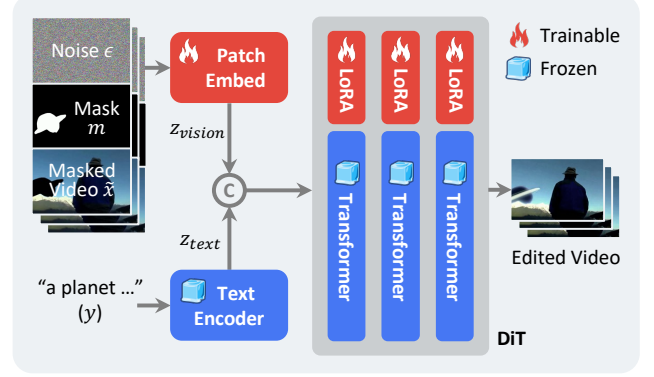 Noise ϵ
Mask
m
Masked
Video x̃
Patch
Embed
z_vision
C
z_text
"a planet ..."
(y)
Text
Encoder
LoRA
LoRA
LoRA
Transformer
Transformer
Transformer
DiT
Trainable
Frozen
Edited Video